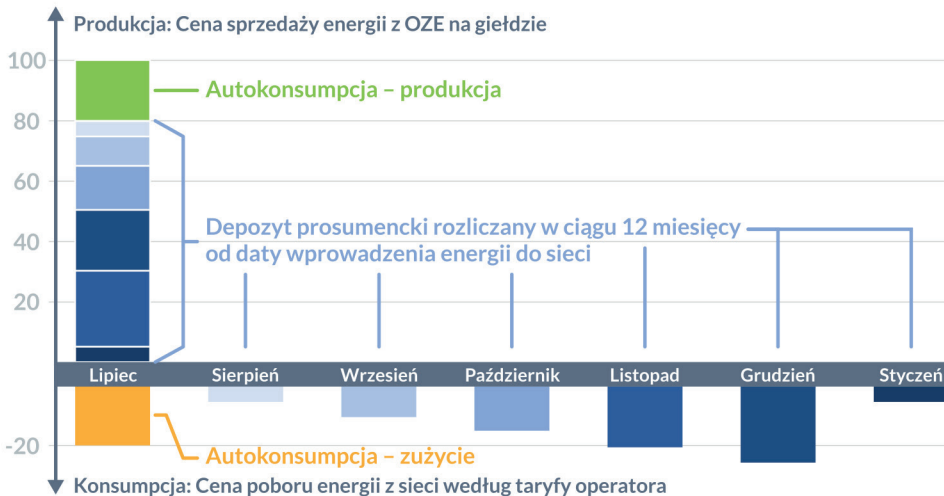 Produkcja: Cena sprzedaży energii z OZE na giełdzie
100
Autokonsumpcja – produkcja
80
60
Depozyt prosumencki rozliczany w ciągu 12 miesięcy
40
od daty wprowadzenia energii do sieci
20
Lipiec Sierpień Wrzesień Październik Listopad Grudzień Styczeń
-20
Autokonsumpcja – zużycie
Konsumpcja: Cena poboru energii z sieci według taryfy operatora